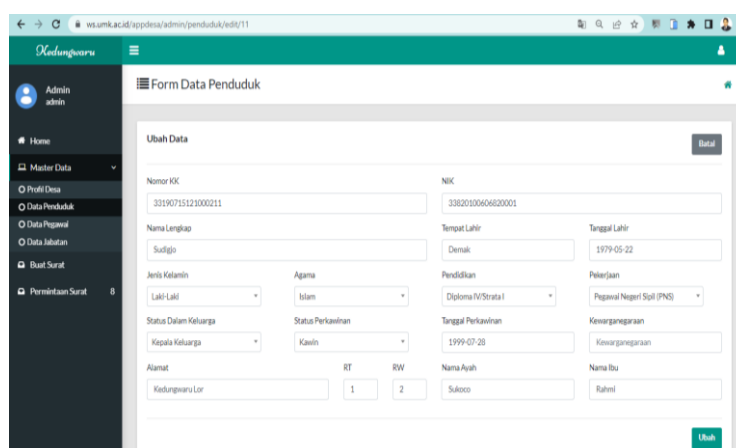 ws.umk.ac.id/appdesa/admin/penduduk/edit/11
Kedungwaru
Admin
admin
Home
Master Data
Profil Desa
Data Penduduk
Data Pegawai
Data Jabatan
Buat Surat
Permintaan Surat 8
Form Data Penduduk
Ubah Data
Batal
Nomor KK NIK
33190715121000211 33820100606820001
Nama Lengkap Tempat Lahir Tanggal Lahir
Sudigjo Demak 1979-05-22
Jenis Kelamin Agama Pendidikan Pekerjaan
Laki-Laki Islam Diploma IV/Strata I Pegawai Negeri Sipil (PNS)
Status Dalam Keluarga Status Perkawinan Tanggal Perkawinan Kewarganegaraan
Kepala Keluarga Kawin 1999-07-28 Kewarganegaraan
Alamat RT RW Nama Ayah Nama Ibu
Kedungwaru Lor 1 2 Sukoco Rahmi
Ubah